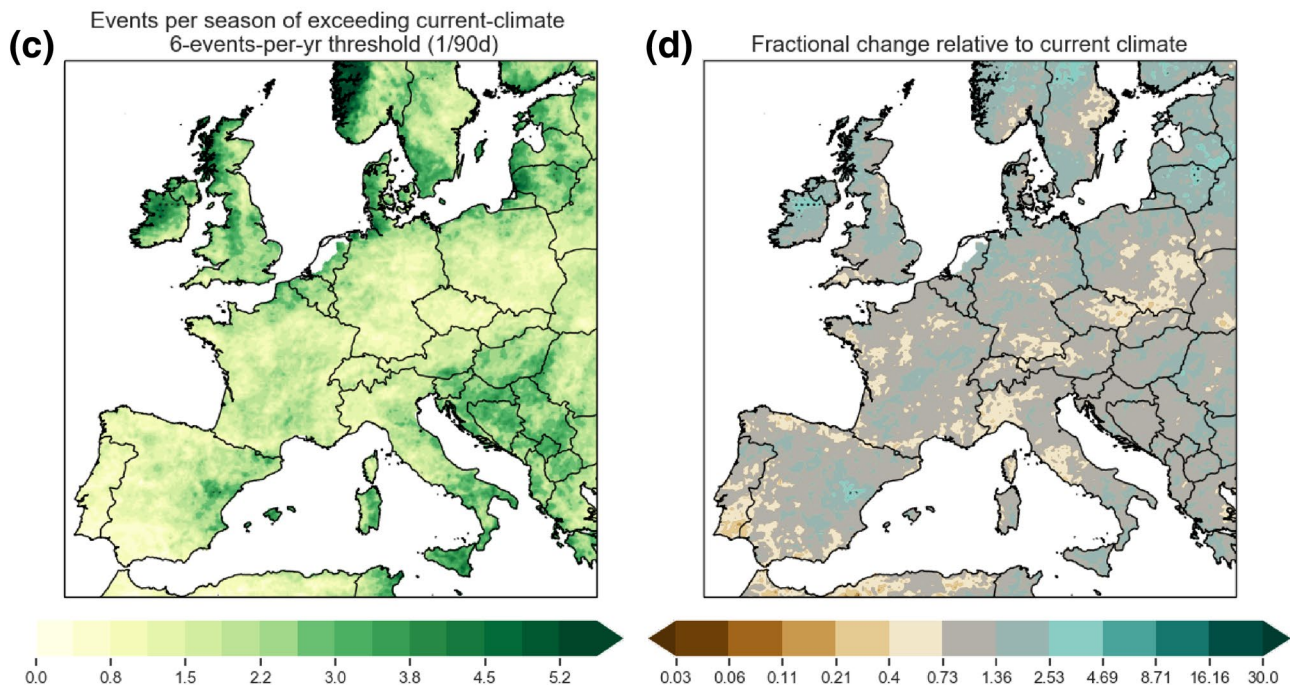 (c)
Events per season of exceeding current-climate
6-events-per-yr threshold (1/90d)
(d)
Fractional change relative to current climate
0.0 0.8 1.5 2.2 3.0 3.8 4.5 5.2
0.03 0.06 0.11 0.21 0.4 0.73 1.36 2.53 4.69 8.71 16.16 30.0